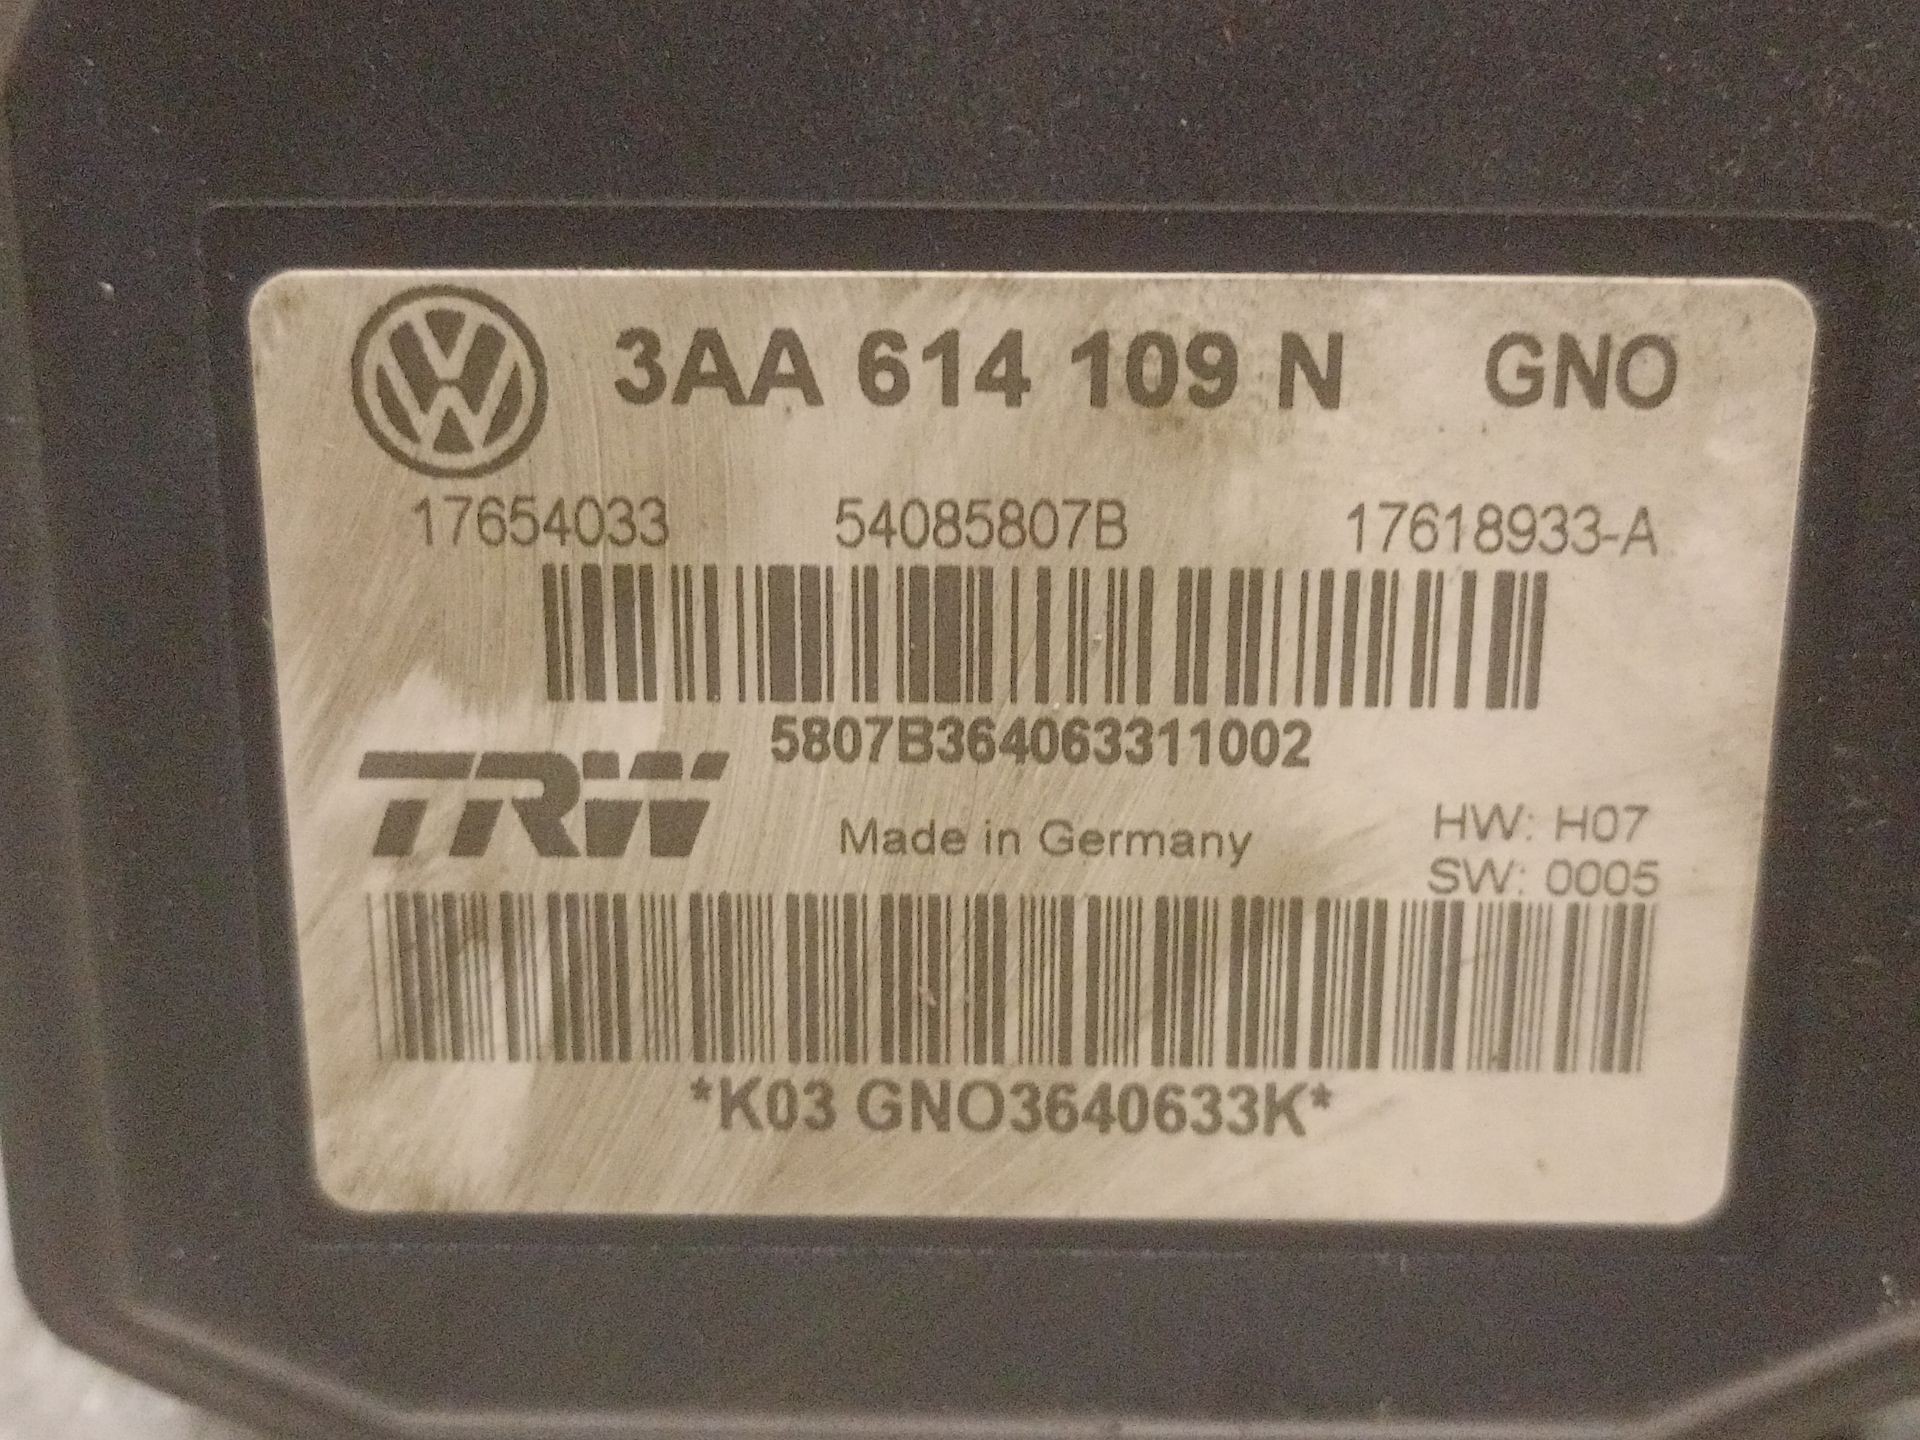 3AA 614 109 N GNO
17654033 54085807B 17618933-A
5807B364063311002
TRW
Made in Germany
HW: H07
SW: 0005
*K03 GNO3640633K*